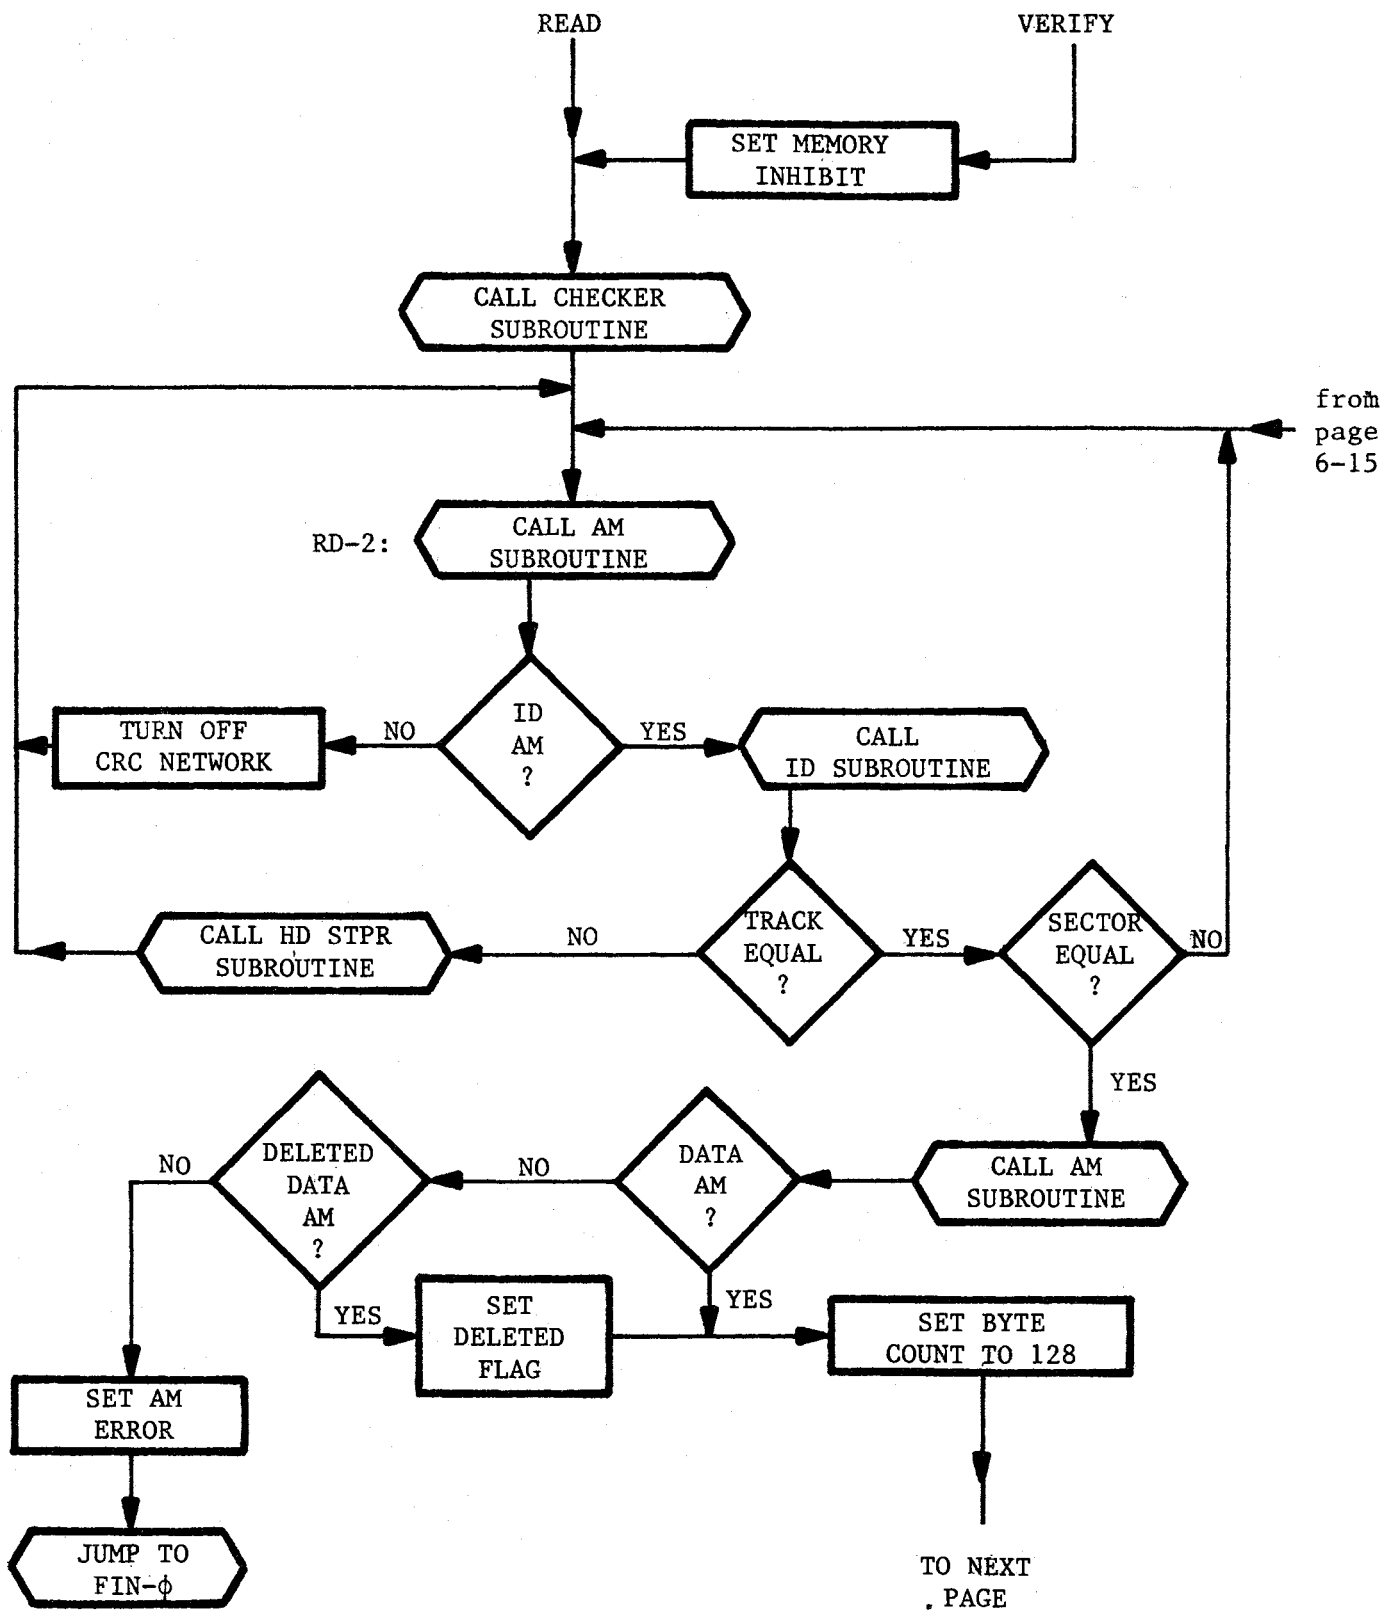 READ
VERIFY
SET MEMORY
INHIBIT
CALL CHECKER
SUBROUTINE
from
page
6-15
RD-2:
CALL AM
SUBROUTINE
ID
AM
?
NO
YES
TURN OFF
CRC NETWORK
CALL
ID SUBROUTINE
TRACK
EQUAL
?
NO
YES
CALL HD STPR
SUBROUTINE
SECTOR
EQUAL
?
NO
YES
CALL AM
SUBROUTINE
DATA
AM
?
NO
YES
DELETED
DATA
AM
?
NO
YES
SET
DELETED
FLAG
SET BYTE
COUNT TO 128
SET AM
ERROR
JUMP TO
FIN-ϕ
TO NEXT
PAGE